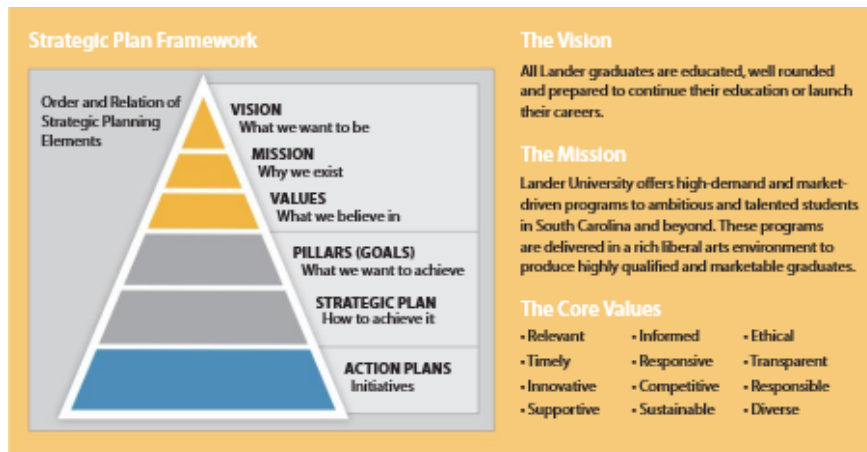 Strategic Plan Framework
Order and Relation of
Strategic Planning
Elements
VISION
What we want to be
MISSION
Why we exist
VALUES
What we believe in
PILLARS (GOALS)
What we want to achieve
STRATEGIC PLAN
How to achieve it
ACTION PLANS
Initiatives
The Vision
All Lander graduates are educated, well rounded
and prepared to continue their education or launch
their careers.
The Mission
Lander University offers high-demand and market-
driven programs to ambitious and talented students
in South Carolina and beyond. These programs
are delivered in a rich liberal arts environment to
produce highly qualified and marketable graduates.
The Core Values
• Relevant • Informed • Ethical
• Timely • Responsive • Transparent
• Innovative • Competitive • Responsible
• Supportive • Sustainable • Diverse